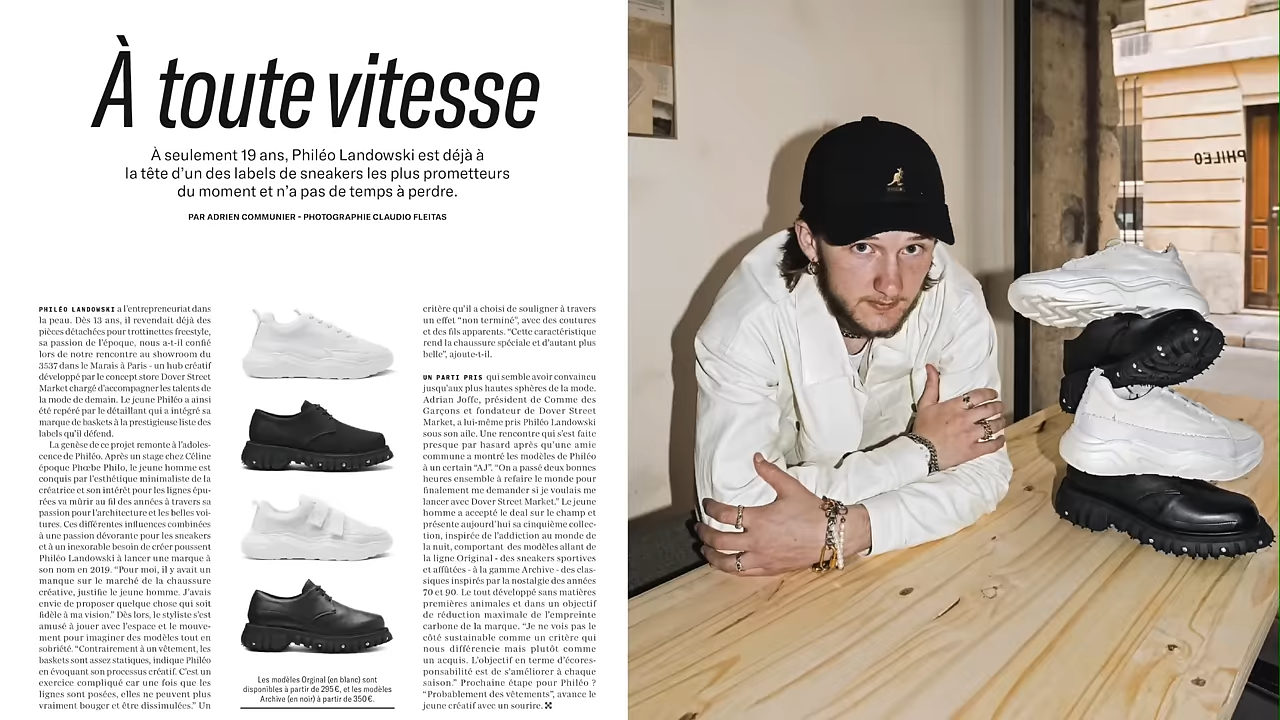 À toute vitesse
À seulement 19 ans, Philéo Landowski est déjà à
la tête d'un des labels de sneakers les plus prometteurs
du moment et n'a pas de temps à perdre.
PAR ADRIEN COMMUNIER - PHOTOGRAPHIE CLAUDIO FLEITAS
PHILÉO LANDOWSKI a l'entrepreneuriat dans
la peau. Dès 13 ans, il revendait déjà des
pièces détachées pour trottinettes freestyle,
sa passion de l'époque, nous a-t-il confié
lors de notre rencontre au showroom du
3537 dans le Marais à Paris - un hub créatif
développé par le concept store Dover Street
Market chargé d'accompagner les talents de
la mode de demain. Le jeune Philéo a ainsi
été repéré par le détaillant qui a intégré sa
marque de baskets à la prestigieuse liste des
labels qu'il défend.
La genèse de ce projet remonte à l'adoles-
cence de Philéo. Après un stage chez Céline
époque Phœbe Philo, le jeune homme est
conquis par l'esthétique minimaliste de la
créatrice et son intérêt pour les lignes épu-
rées va mûrir au fil des années à travers sa
passion pour l'architecture et les belles voi-
tures. Ces différentes influences combinées
à une passion dévorante pour les sneakers
et à un inexorable besoin de créer poussent
Philéo Landowski à lancer une marque à
son nom en 2019. “Pour moi, il y avait un
manque sur le marché de la chaussure
créative, justifie le jeune homme. J'avais
envie de proposer quelque chose qui soit
fidèle à ma vision.” Dès lors, le styliste s'est
amusé à jouer avec l'espace et le mouve-
ment pour imaginer des modèles tout en
sobriété. “Contrairement à un vêtement, les
baskets sont assez statiques, indique Philéo
en évoquant son processus créatif. C'est un
exercice compliqué car une fois que les
lignes sont posées, elles ne peuvent plus
vraiment bouger et être dissimulées.” Un
Les modèles Orginal (en blanc) sont
disponibles à partir de 295 €, et les modèles
Archive (en noir) à partir de 350 €.
critère qu'il a choisi de souligner à travers
un effet “non terminé”, avec des coutures
et des fils apparents. “Cette caractéristique
rend la chaussure spéciale et d'autant plus
belle”, ajoute-t-il.
UN PARTI PRIS qui semble avoir convaincu
jusqu'aux plus hautes sphères de la mode.
Adrian Joffe, président de Comme des
Garçons et fondateur de Dover Street
Market, a lui-même pris Philéo Landowski
sous son aile. Une rencontre qui s'est faite
presque par hasard après qu'une amie
commune a montré les modèles de Philéo
à un certain “AJ”. “On a passé deux bonnes
heures ensemble à refaire le monde pour
finalement me demander si je voulais me
lancer avec Dover Street Market.” Le jeune
homme a accepté le deal sur le champ et
présente aujourd'hui sa cinquième collec-
tion, inspirée de l'addiction au monde de
la nuit, comportant des modèles allant de
la ligne Original - des sneakers sportives
et affûtées - à la gamme Archive - des clas-
siques inspirés par la nostalgie des années
70 et 90. Le tout développé sans matières
premières animales et dans un objectif
de réduction maximale de l'empreinte
carbone de la marque. “Je ne vois pas le
côté sustainable comme un critère qui
nous différencie mais plutôt comme
un acquis. L'objectif en terme d'écores-
ponsabilité est de s'améliorer à chaque
saison.” Prochaine étape pour Philéo ?
“Probablement des vêtements”, avance le
jeune créatif avec un sourire.
PHILEO